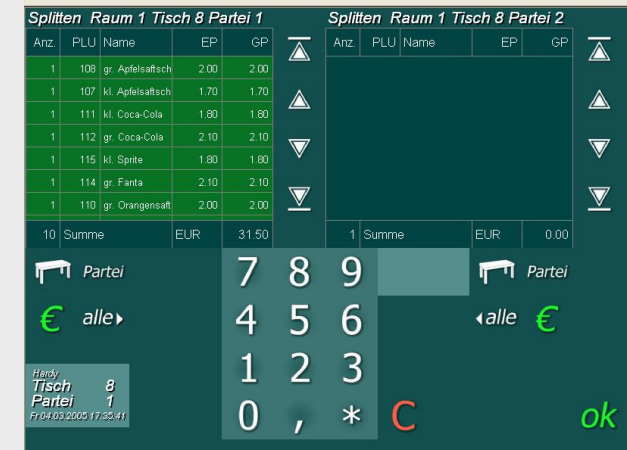 Splitten Raum 1 Tisch 8 Partei 1
Anz. PLU Name EP GP
1 108 gr. Apfelsaftsch 2.00 2.00
1 107 kl. Apfelsaftsch 1.70 1.70
1 111 kl. Coca-Cola 1.80 1.80
1 112 gr. Coca-Cola 2.10 2.10
1 115 kl. Sprite 1.80 1.80
1 114 gr. Fanta 2.10 2.10
1 110 gr. Orangensaft 2.00 2.00
10 Summe EUR 31.50
Splitten Raum 1 Tisch 8 Partei 2
Anz. PLU Name EP GP
1 Summe EUR 0.00
Partei
€ alle
7 8 9
4 5 6
1 2 3
0 , * C
Partei
alle €
Hardy
Tisch 8
Partei 1
Fr.04.03.2005 17:35:41
ok